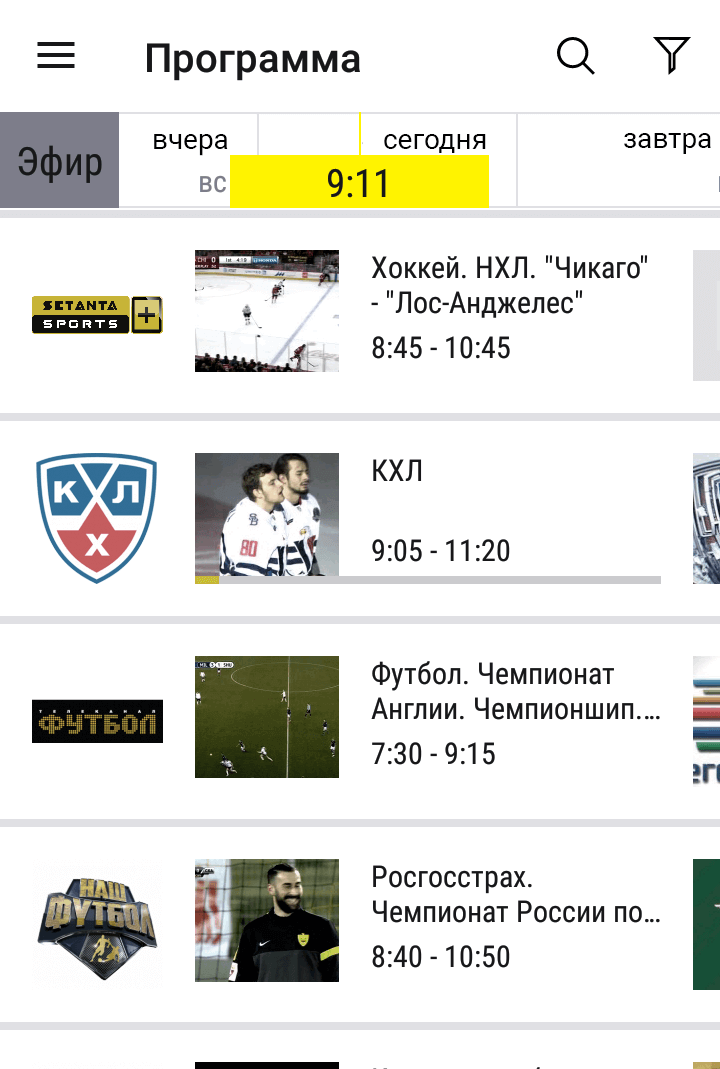 Программа
Эфир
вчера
сегодня
завтра
вс
9:11
SETANTA
SPORTS +
Хоккей. НХЛ. "Чикаго"
- "Лос-Анджелес"
8:45 - 10:45
КХЛ
Х
80
КХЛ
9:05 - 11:20
ТЕЛЕКАНАЛ
ФУТБОЛ
Футбол. Чемпионат
Англии. Чемпионшип....
7:30 - 9:15
НАШ
ФУТБОЛ
Росгосстрах.
Чемпионат России по...
8:40 - 10:50